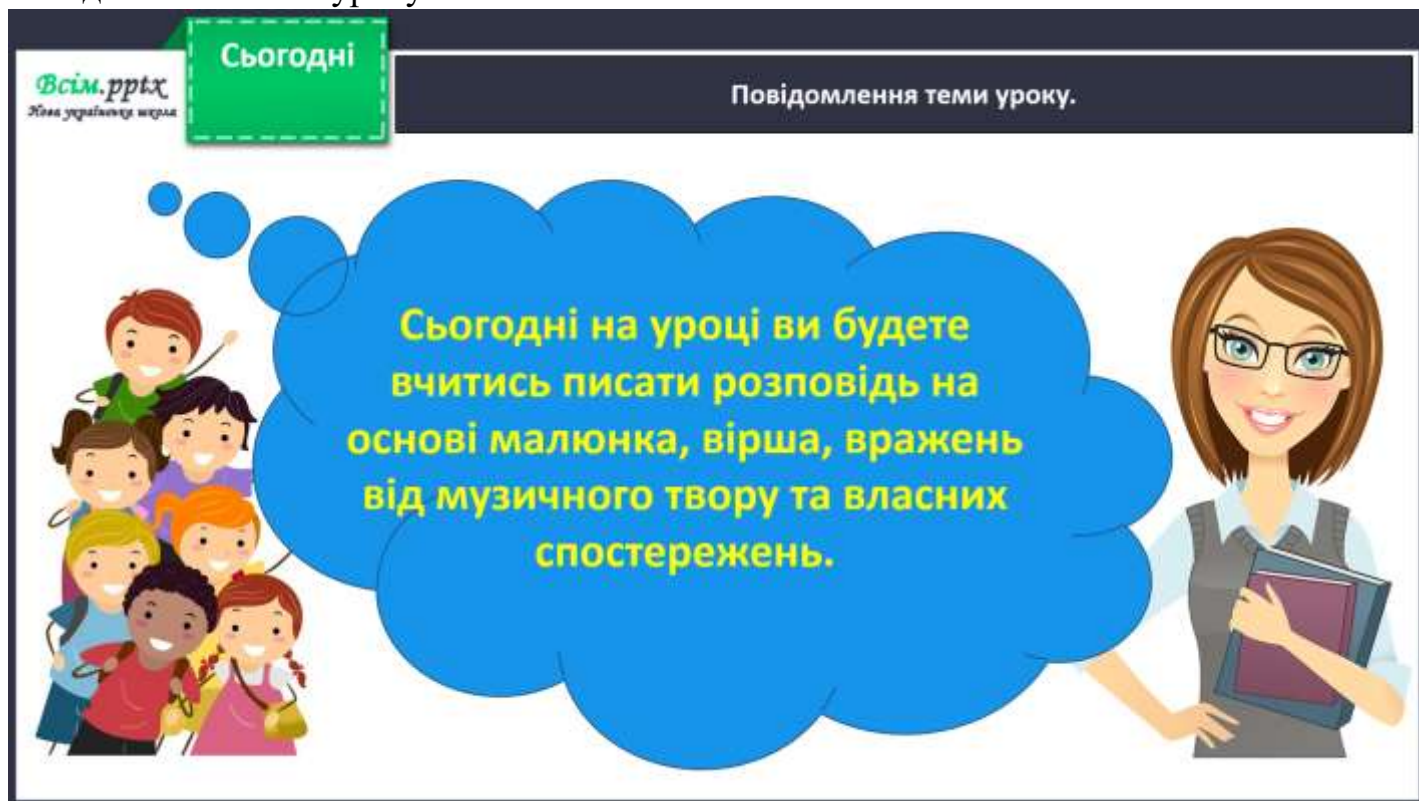 Сьогодні
Всім.pptx
Нова українська школа
Повідомлення теми уроку.
Сьогодні на уроці ви будете
вчитись писати розповідь на
основі малюнка, вірша, вражень
від музичного твору та власних
спостережень.